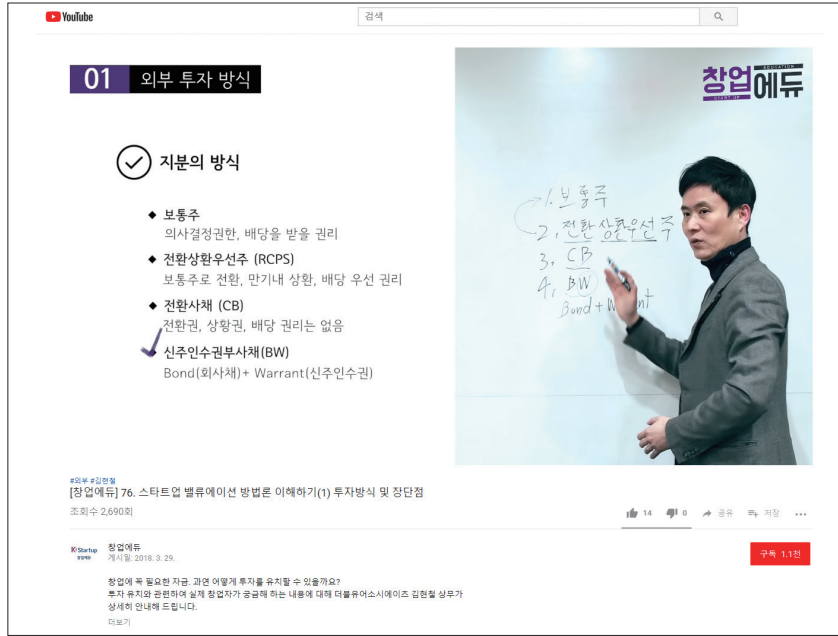 YouTube
검색
01 외부 투자 방식
창업에듀
EDUCATION
START UP
지분의 방식
◆ 보통주
의사결정권한, 배당을 받을 권리
◆ 전환상환우선주 (RCPS)
보통주로 전환, 만기내 상환, 배당 우선 권리
◆ 전환사채 (CB)
전환권, 상황권, 배당 권리는 없음
신주인수권부사채(BW)
Bond(회사채)+ Warrant(신주인수권)
1. 보통주
2. 전환상환우선주
3. CB
4. BW
Bond + W nt
#외부 #김현철
[창업에듀] 76. 스타트업 밸류에이션 방법론 이해하기(1) 투자방식 및 장단점
조회수 2,690회
14 0 공유 저장
K-Startup
창업에듀
창업에듀
게시일: 2018. 3. 29.
구독 1.1천
창업에 꼭 필요한 자금. 과연 어떻게 투자를 유치할 수 있을까요?
투자 유치와 관련하여 실제 창업자가 궁금해 하는 내용에 대해 더블유어소시에이즈 김현철 상무가
상세히 안내해 드립니다.
더보기